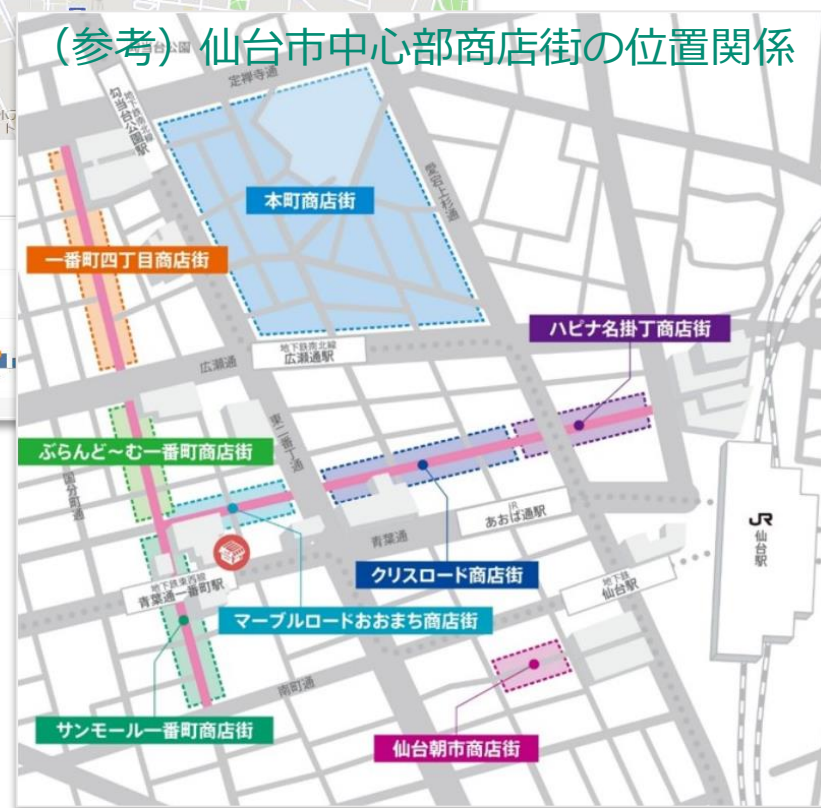 （参考）仙台市中心部商店街の位置関係
定禅寺通
地下鉄南北線
勾当台公園駅
愛宕上杉通
本町商店街
一番町四丁目商店街
ハピナ名掛丁商店街
地下鉄南北線
広瀬通駅
広瀬通
東二番丁通
ぶらんど～む一番町商店街
国分町通
JR
あおば通駅
青葉通
JR
仙台駅
クリスロード商店街
地下鉄東西線
青葉通一番町駅
地下鉄
仙台駅
マーブルロードおおまち商店街
南町通
サンモール一番町商店街
仙台朝市商店街